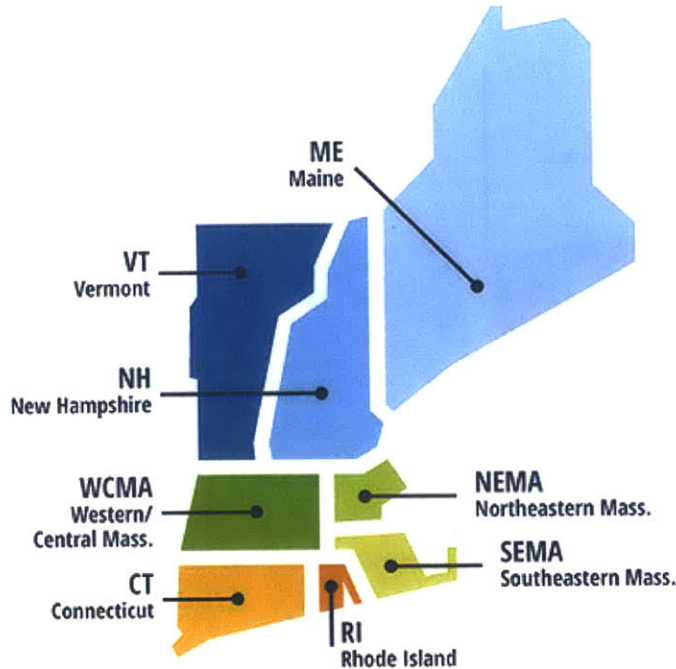 ME
Maine
VT
Vermont
NH
New Hampshire
WCMA
Western/
Central Mass.
NEMA
Northeastern Mass.
SEMA
Southeastern Mass.
CT
Connecticut
RI
Rhode Island